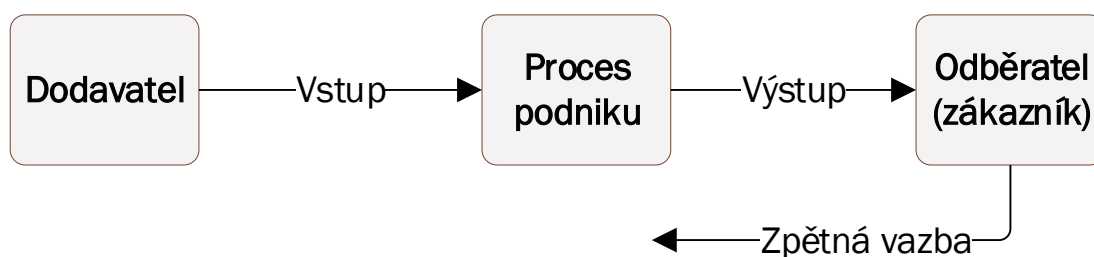 Dodavatel
Vstup
Proces
podniku
Výstup
Odběratel
(zákazník)
Zpětná vazba